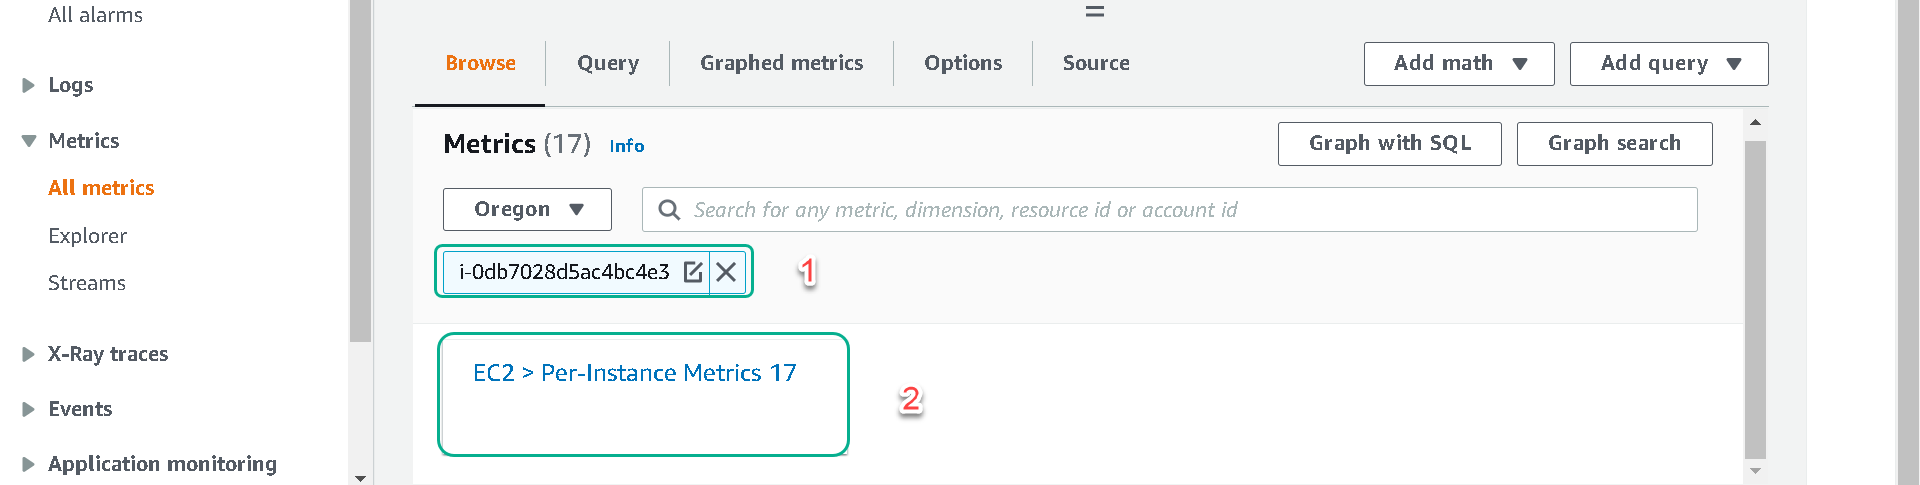 All alarms
Logs
Metrics
All metrics
Explorer
Streams
X-Ray traces
Events
Application monitoring
Browse
Query
Graphed metrics
Options
Source
Add math
Add query
Metrics (17) Info
Graph with SQL
Graph search
Oregon
Search for any metric, dimension, resource id or account id
i-0db7028d5ac4bc4e3
1
EC2 > Per-Instance Metrics 17
2